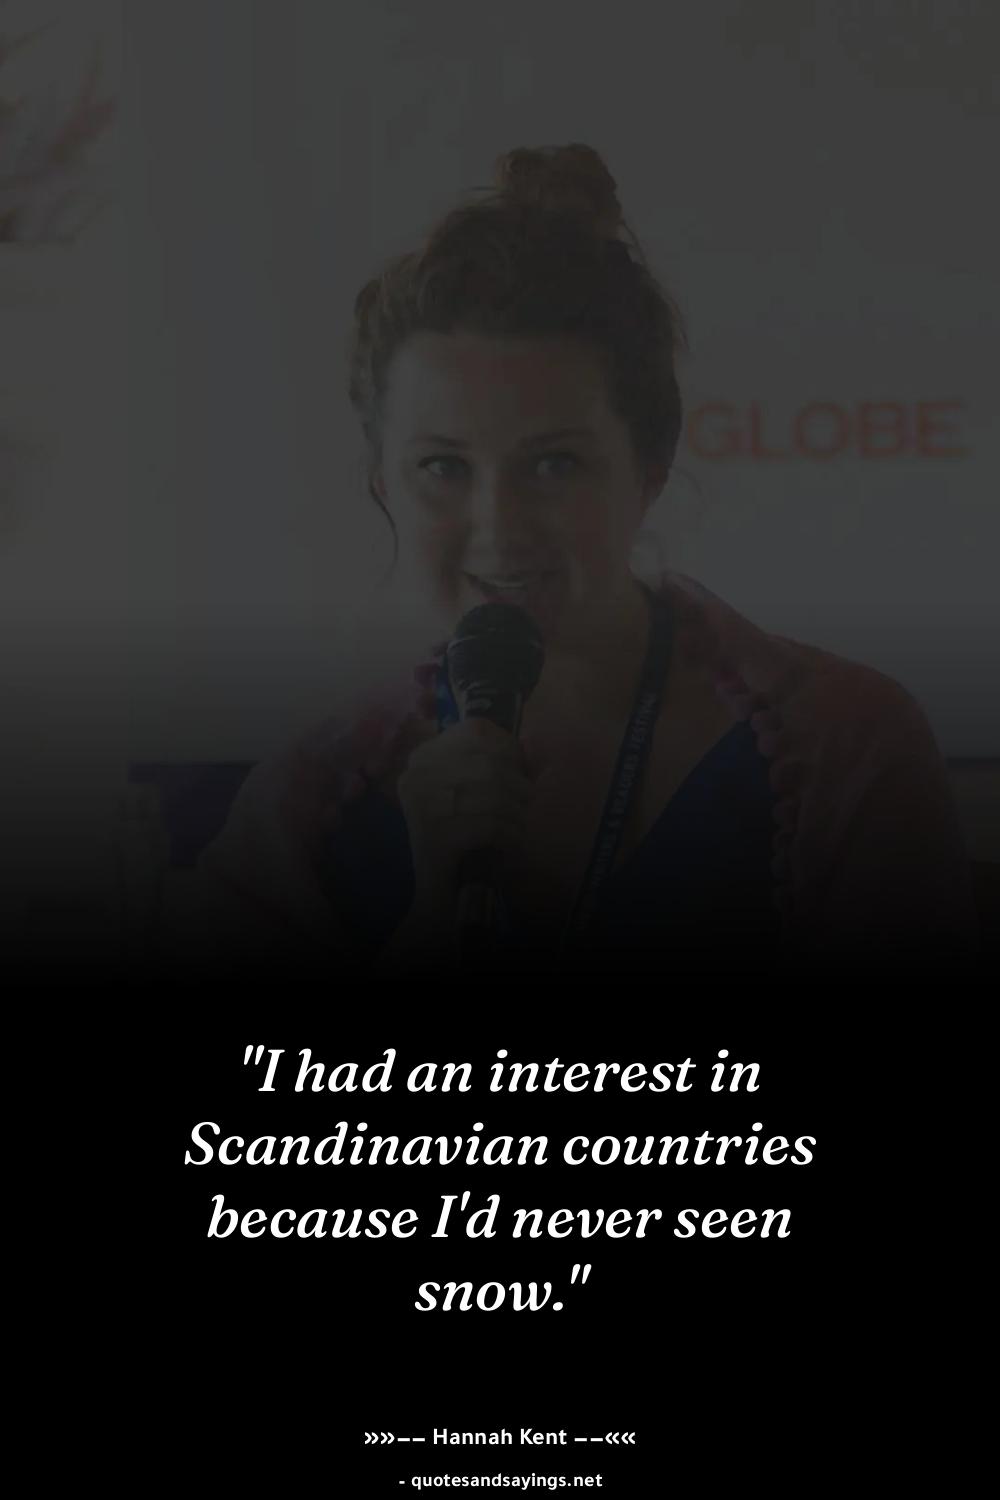 GLOBE
"I had an interest in
Scandinavian countries
because I'd never seen
snow."
»»−− Hannah Kent −−««
- quotesandsayings.net